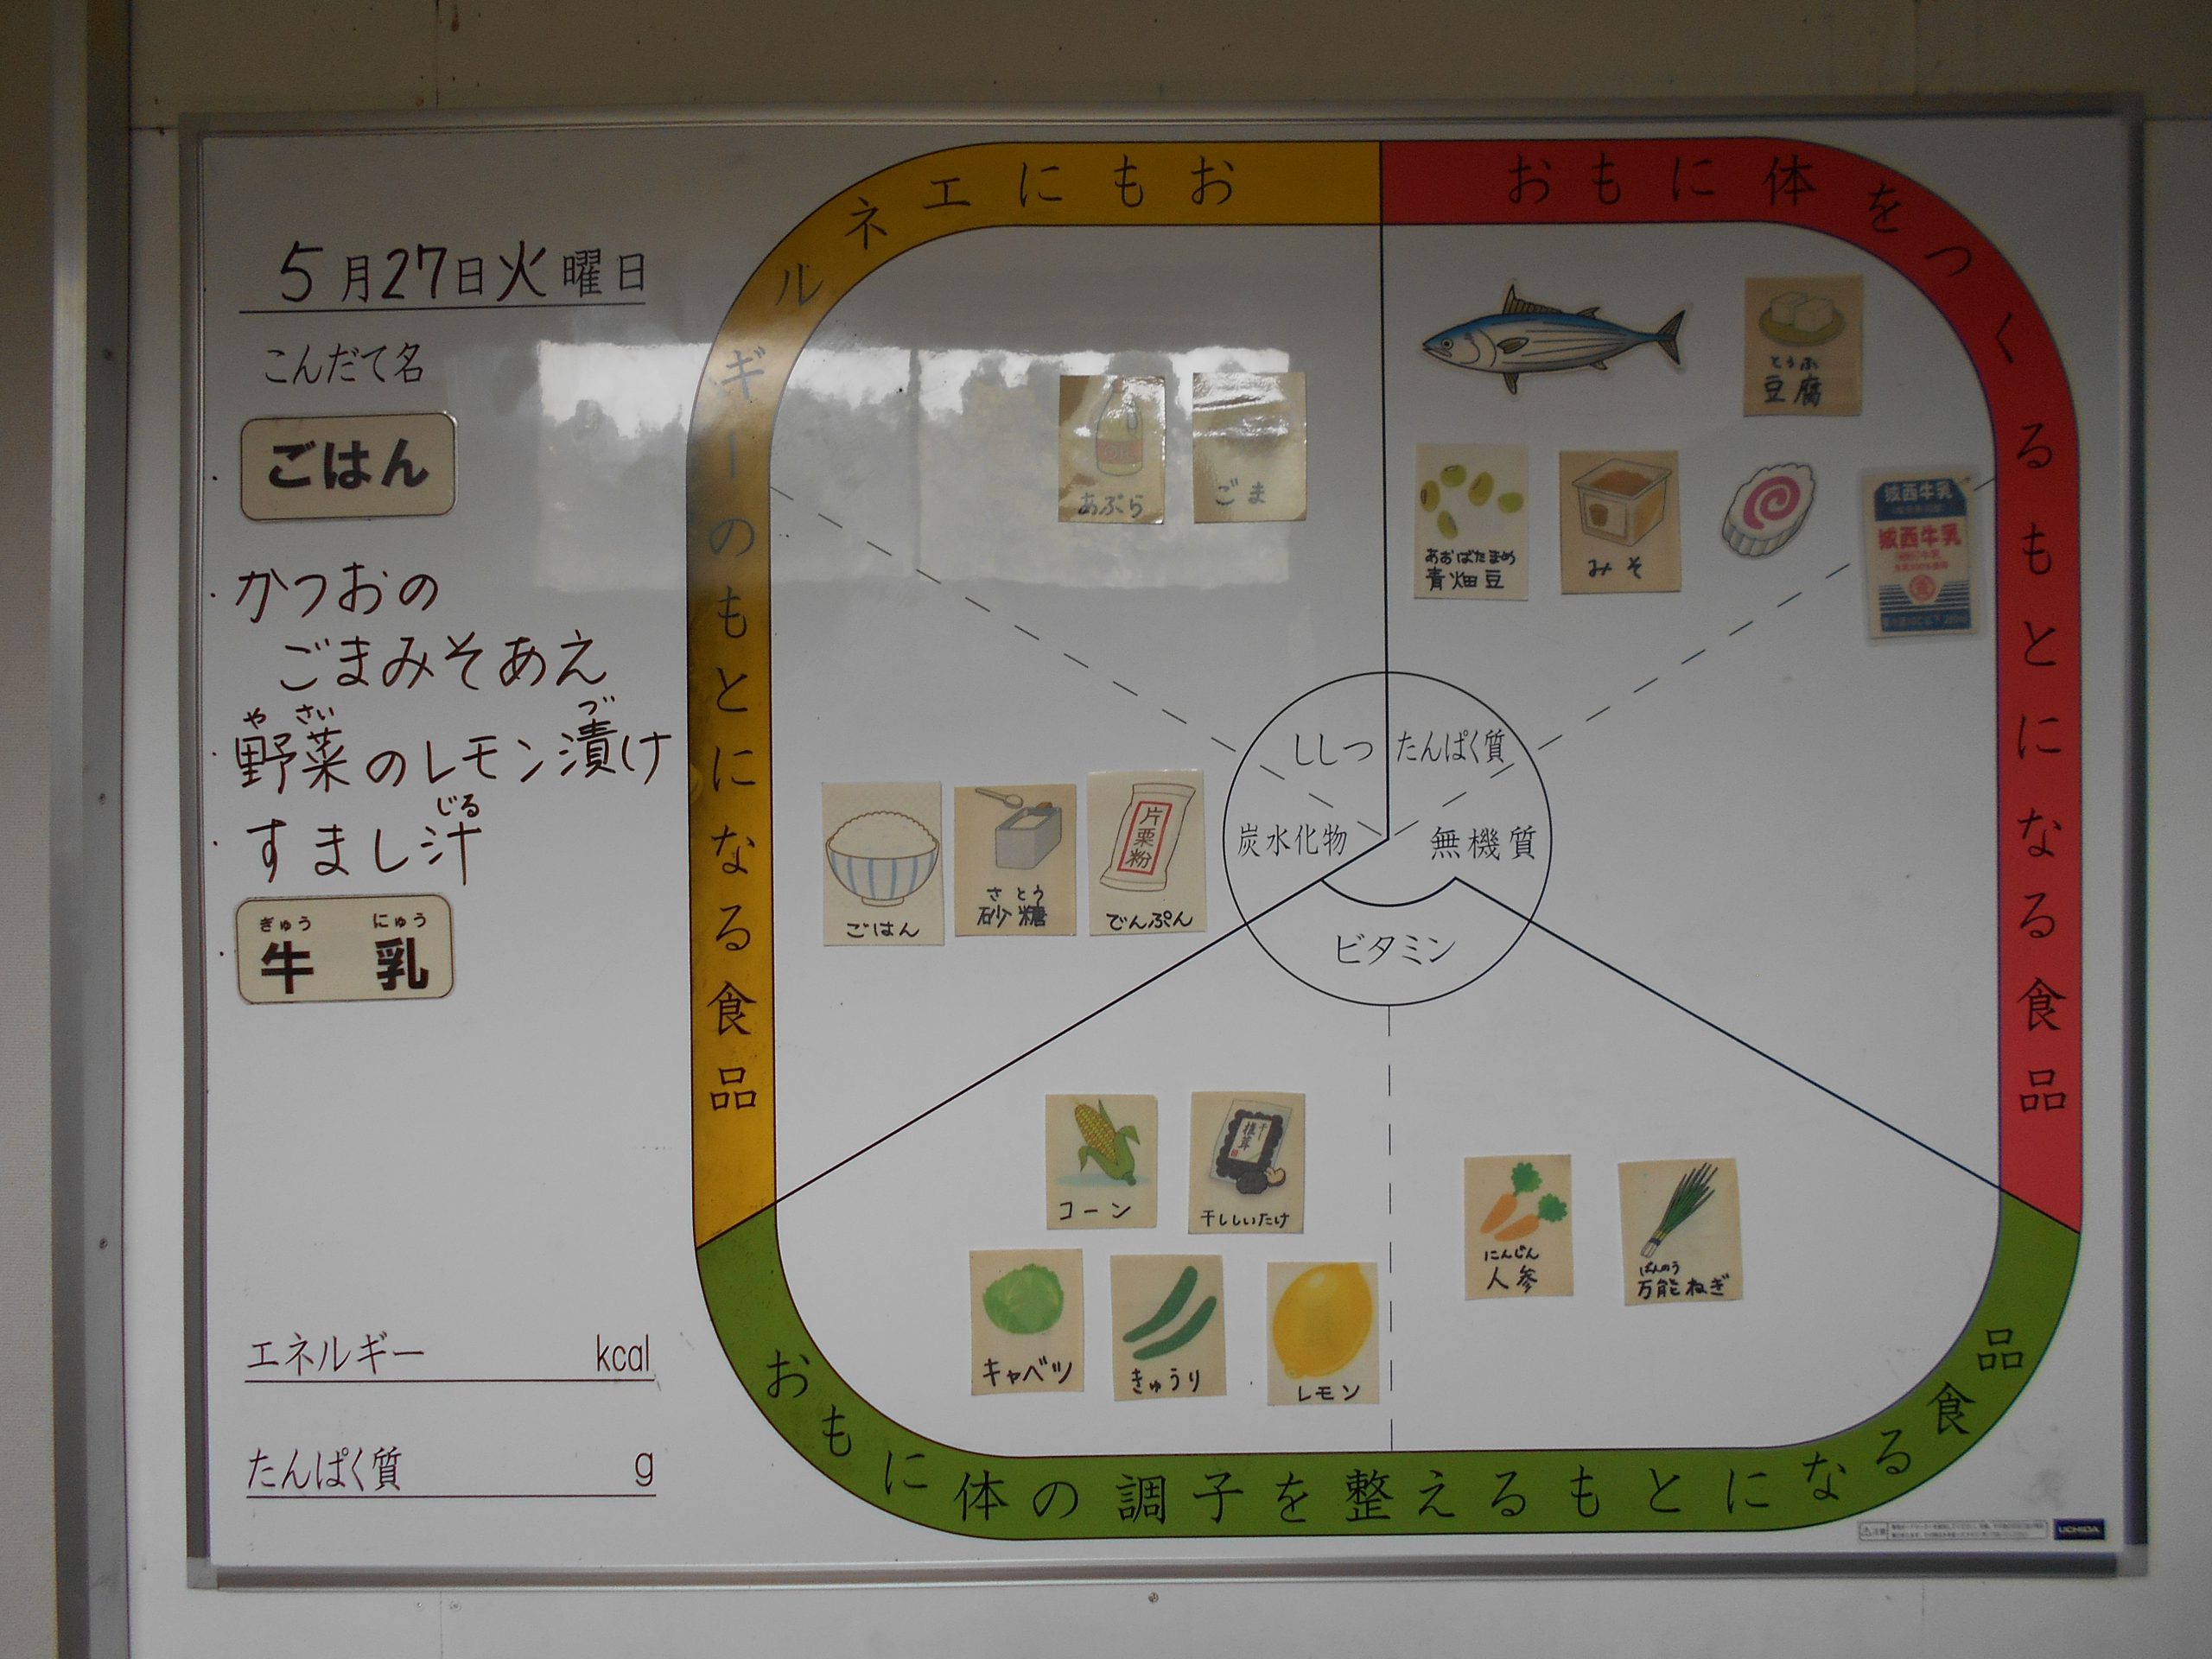 5月27日火曜日
こんだて名
ごはん
かつおの
ごまみそあえ
やさい づ
野菜のレモン漬け
じる
すまし汁
ぎゅう にゅう
牛 乳
エネルギー kcal
たんぱく質 g
おもにエネルギーのもとになる食品
おもに体をつくるもとになる食品
おもに体の調子を整えるもとになる食品
あぶら
ごま
とうふ
豆腐
あおばたまめ
青畑豆
みそ
城西牛乳
城西牛乳
ししつ
たんぱく質
炭水化物
無機質
ビタミン
ごはん
さとう
砂糖
片栗粉
でんぷん
コーン
干ししいたけ
キャベツ
きゅうり
レモン
にんじん
人参
ばんのう
万能ねぎ
UCHIDA